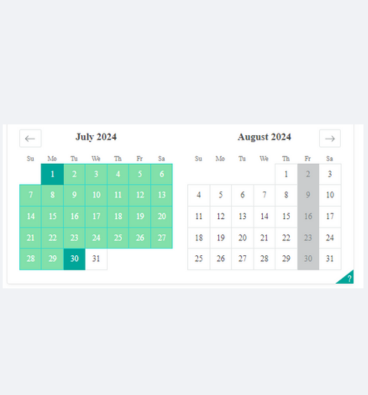 July 2024
Su Mo Tu We Th Fr Sa
1 2 3 4 5 6
7 8 9 10 11 12 13
14 15 16 17 18 19 20
21 22 23 24 25 26 27
28 29 30 31
August 2024
Su Mo Tu We Th Fr Sa
1 2 3
4 5 6 7 8 9 10
11 12 13 14 15 16 17
18 19 20 21 22 23 24
25 26 27 28 29 30 31
?